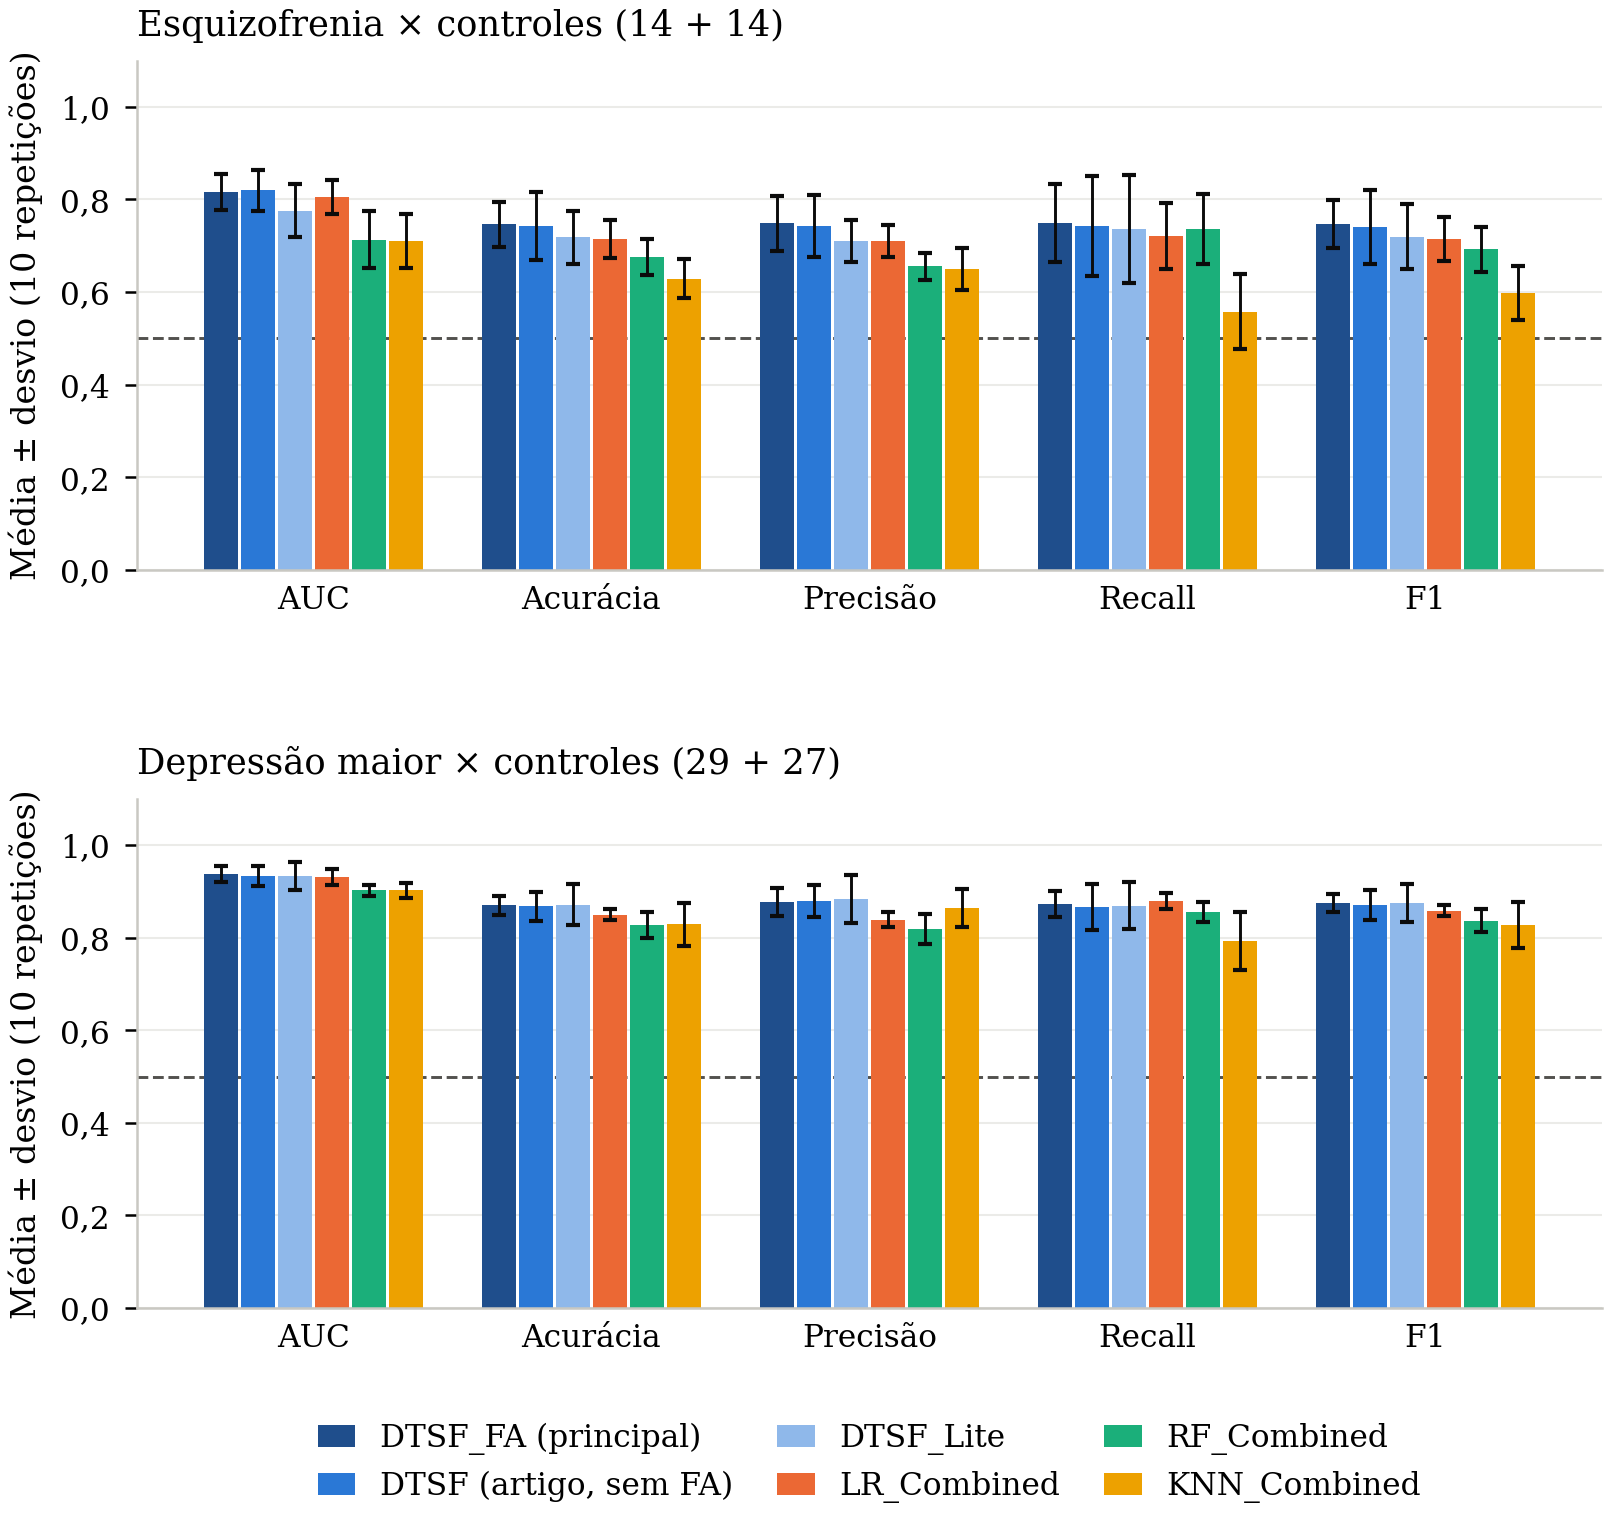 Esquizofrenia × controles (14 + 14)
Média ± desvio (10 repetições)
1,0
0,8
0,6
0,4
0,2
0,0
AUC
Acurácia
Precisão
Recall
F1
Depressão maior × controles (29 + 27)
Média ± desvio (10 repetições)
1,0
0,8
0,6
0,4
0,2
0,0
AUC
Acurácia
Precisão
Recall
F1
DTSF_FA (principal)
DTSF (artigo, sem FA)
DTSF_Lite
LR_Combined
RF_Combined
KNN_Combined